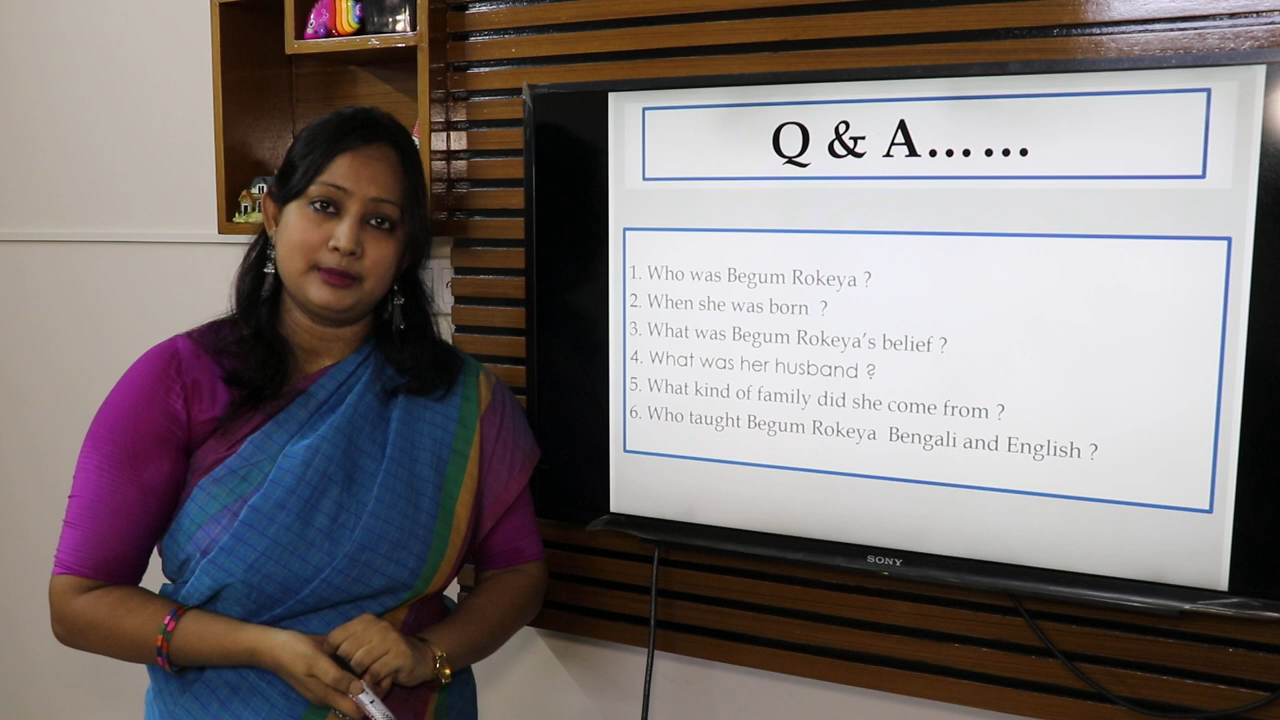 Q & A......
1. Who was Begum Rokeya ?
2. When she was born ?
3. What was Begum Rokeya's belief ?
4. What was her husband ?
5. What kind of family did she come from ?
6. Who taught Begum Rokeya Bengali and English ?
SONY